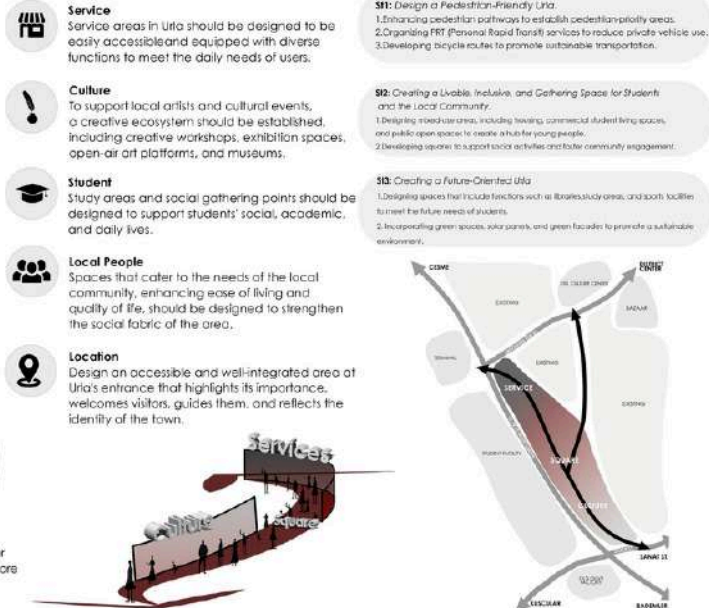 Service
Service areas in Urla should be designed to be
easily accessibleand equipped with diverse
functions to meet the daily needs of users.
Culture
To support local artists and cultural events,
a creative ecosystem should be established,
including creative workshops, exhibition spaces,
open-air art platforms, and museums.
Student
Study areas and social gathering points should be
designed to support students' social, academic,
and daily lives.
Local People
Spaces that cater to the needs of the local
community, enhancing ease of living and
quality of life, should be designed to strengthen
the social fabric of the area.
Location
Design an accessible and well-integrated area at
Urla's entrance that highlights its importance,
welcomes visitors, guides them, and reflects the
identity of the town.
Services
Culture
Square
ore
St1: Design a Pedestrian-Friendly Urla.
1.Enhancing pedestrian pathways to establish pedestrian-priority areas.
2.Organizing PRT (Personal Rapid Transit) services to reduce private vehicle use.
3.Developing bicycle routes to promote sustainable transportation.
St2: Creating a Livable, Inclusive, and Gathering Space for Students
and the Local Community.
1.Designing mixed-use areas, including housing, commercial student living spaces,
and public open spaces to create a hub for young people.
2.Developing squares to support social activities and foster community engagement.
St3: Creating a Future-Oriented Urla
1.Designing spaces that include functions such as libraries,study areas, and sports facilities
to meet the future needs of students.
2. Incorporating green spaces, solar panels, and green facades to promote a sustainable
environment.
CESME
DISTRICT
CENTER
CULTURE CENTER
EXISTING
BAZAAR
EXISTING
SERVICE
EXISTING
SQUARE
CULTURE
SANAT ST.